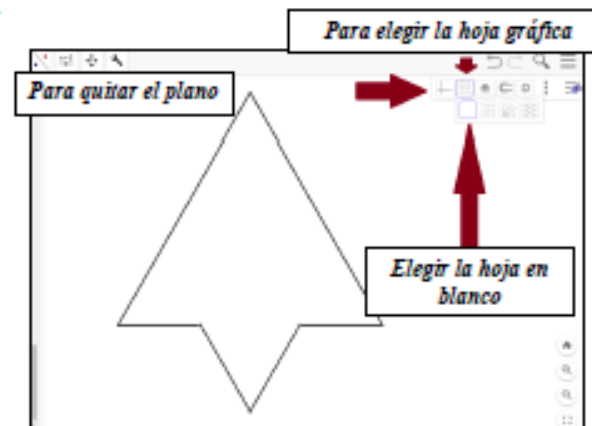 Para elegir la hoja gráfica
Para quitar el plano
Elegir la hoja en
blanco